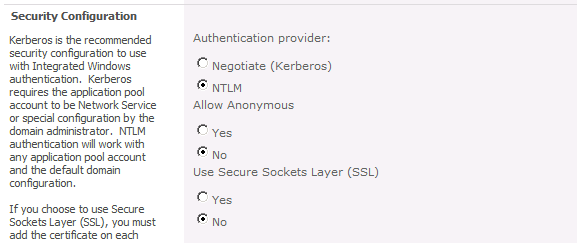 Security Configuration
Kerberos is the recommended
security configuration to use
with Integrated Windows
authentication. Kerberos
requires the application pool
account to be Network Service
or special configuration by the
domain administrator. NTLM
authentication will work with
any application pool account
and the default domain
configuration.
If you choose to use Secure
Sockets Layer (SSL), you must
add the certificate on each
Authentication provider:
Negotiate (Kerberos)
NTLM
Allow Anonymous
Yes
No
Use Secure Sockets Layer (SSL)
Yes
No